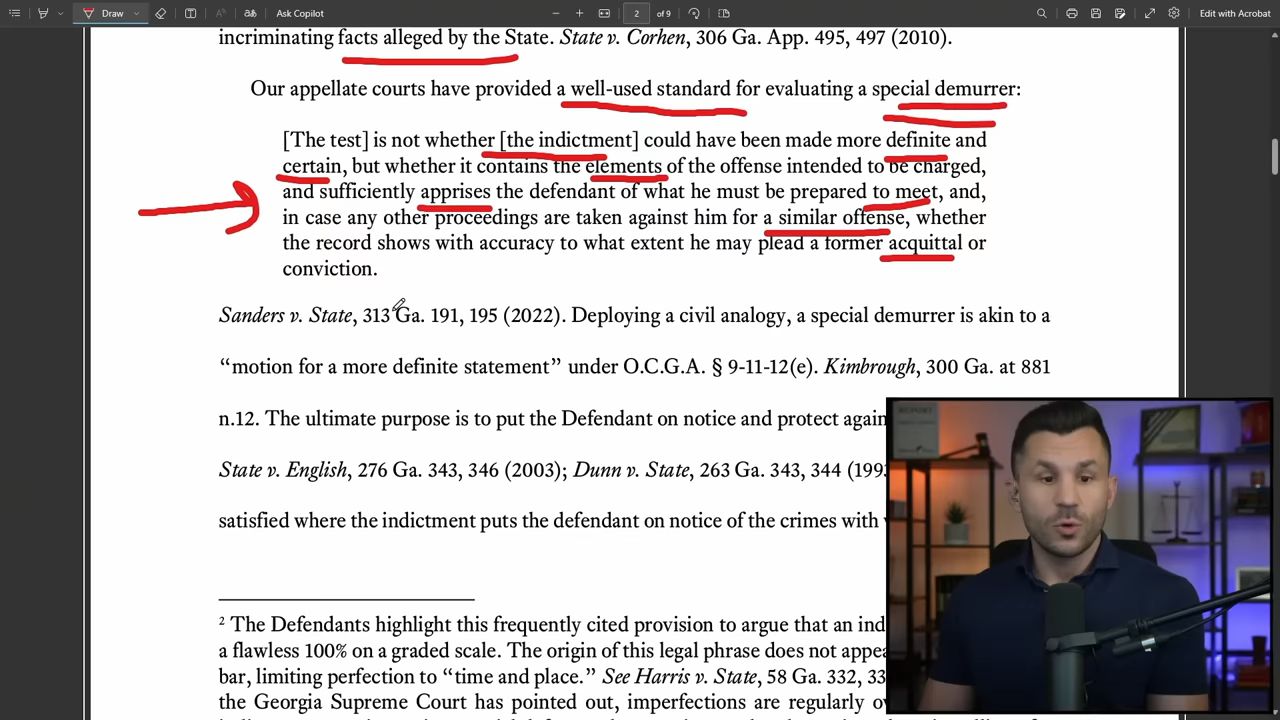 Draw
Ask Copilot
2 of 9
Edit with Acrobat
incriminating facts alleged by the State. State v. Corhen, 306 Ga. App. 495, 497 (2010).
Our appellate courts have provided a well-used standard for evaluating a special demurrer:
[The test] is not whether [the indictment] could have been made more definite and
certain, but whether it contains the elements of the offense intended to be charged,
and sufficiently apprises the defendant of what he must be prepared to meet, and,
in case any other proceedings are taken against him for a similar offense, whether
the record shows with accuracy to what extent he may plead a former acquittal or
conviction.
Sanders v. State, 313 Ga. 191, 195 (2022). Deploying a civil analogy, a special demurrer is akin to a
“motion for a more definite statement” under O.C.G.A. § 9-11-12(e). Kimbrough, 300 Ga. at 881
n.12. The ultimate purpose is to put the Defendant on notice and protect again
State v. English, 276 Ga. 343, 346 (2003); Dunn v. State, 263 Ga. 343, 344 (199
satisfied where the indictment puts the defendant on notice of the crimes with
2 The Defendants highlight this frequently cited provision to argue that an ind
a flawless 100% on a graded scale. The origin of this legal phrase does not appea
bar, limiting perfection to “time and place.” See Harris v. State, 58 Ga. 332, 33
the Georgia Supreme Court has pointed out, imperfections are regularly ov